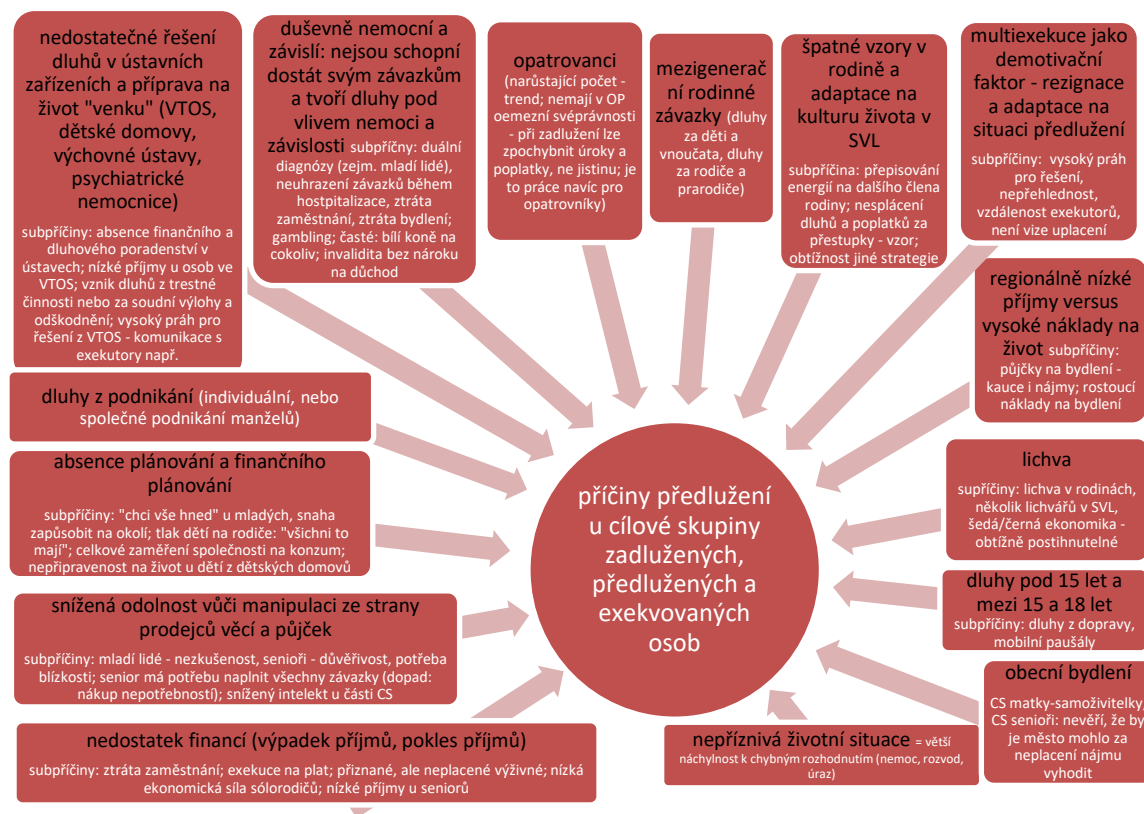 nedostatečné řešení
dluhů v ústavních
zařízeních a příprava na
život "venku" (VTOS,
dětské domovy,
výchovné ústavy,
psychiatrické
nemocnice)
subpříčiny: absence finančního a
dluhového poradenství v
ústavech; nízké příjmy u osob ve
VTOS; vznik dluhů z trestné
činnosti nebo za soudní výlohy a
odškodnění; vysoký práh pro
řešení z VTOS - komunikace s
exekutory např.
duševně nemocní a
závislí: nejsou schopní
dostát svým závazkům
a tvoří dluhy pod
vlivem nemoci a
závislosti subpříčiny: duální
diagnózy (zejm. mladí lidé),
neuhrazení závazků během
hostpitalizace, ztráta
zaměstnání, ztráta bydlení;
gambling; časté: bílí koně na
cokoliv; invalidita bez nároku
na důchod
opatrovanci
(narůstající počet -
trend; nemají v OP
oemezní svéprávnosti
- při zadlužení lze
zpochybnit úroky a
poplatky, ne jistinu; je
to práce navíc pro
opatrovníky)
mezigenerač
ní rodinné
závazky (dluhy
za děti a
vnoučata, dluhy
za rodiče a
prarodiče)
špatné vzory v
rodině a
adaptace na
kulturu života v
SVL
subpříčina: přepisování
energií na dalšího člena
rodiny; nesplácení
dluhů a poplatků za
přestupky - vzor;
obtížnost jiné strategie
multiexekuce jako
demotivační
faktor - rezignace
a adaptace na
situaci předlužení
subpříčiny: vysoký práh
pro řešení,
nepřehlednost,
vzdálenost exekutorů,
není vize uplacení
regionálně nízké
příjmy versus
vysoké náklady na
život subpříčiny:
půjčky na bydlení -
kauce i nájmy; rostoucí
náklady na bydlení
dluhy z podnikání (individuální, nebo
společné podnikání manželů)
absence plánování a finančního
plánování
subpříčiny: "chci vše hned" u mladých, snaha
zapůsobit na okolí; tlak dětí na rodiče: "všichni to
mají"; celkové zaměření společnosti na konzum;
nepřipravenost na život u dětí z dětských domovů
příčiny předlužení
u cílové skupiny
zadlužených,
předlužených a
exekvovaných
osob
lichva
supříčiny: lichva v rodinách,
několik lichvářů v SVL,
šedá/černá ekonomika -
obtížně postihnutelné
dluhy pod 15 let a
mezi 15 a 18 let
subpříčiny: dluhy z dopravy,
mobilní paušály
snížená odolnost vůči manipulaci ze strany
prodejců věcí a půjček
subpříčiny: mladí lidé - nezkušenost, senioři - důvěřivost, potřeba
blízkosti; senior má potřebu naplnit všechny závazky (dopad:
nákup nepotřebností); snížený intelekt u části CS
obecní bydlení
CS matky-samoživitelky,
CS senioři: nevěří, že by
je město mohlo za
neplacení nájmu
vyhodit
nedostatek financí (výpadek příjmů, pokles příjmů)
subpříčiny: ztráta zaměstnání; exekuce na plat; přiznané, ale neplacené výživné; nízká
ekonomická síla sólorodičů; nízké příjmy u seniorů
nepříznivá životní situace = větší
náchylnost k chybným rozhodnutím (nemoc, rozvod,
úraz)